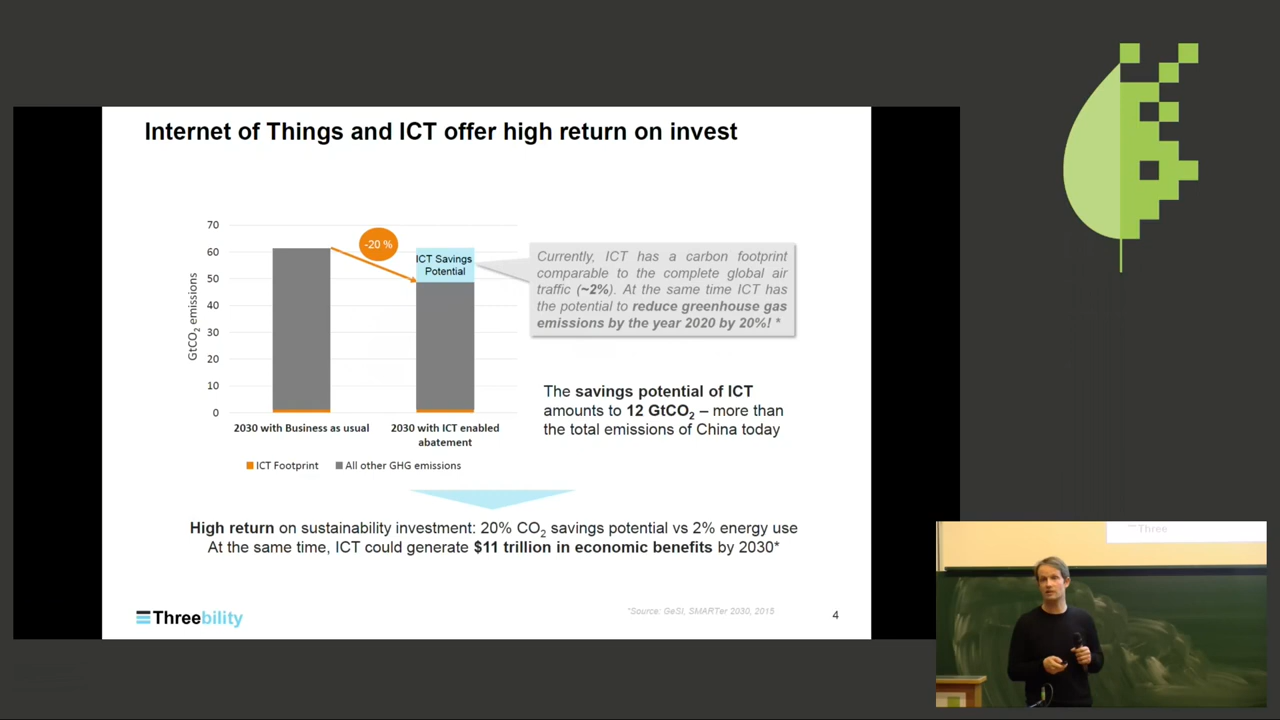 Internet of Things and ICT offer high return on invest
70
60
50
40
30
20
10
0
GtCO2 emissions
-20 %
ICT Savings
Potential
2030 with Business as usual
2030 with ICT enabled
abatement
ICT Footprint
All other GHG emissions
Currently, ICT has a carbon footprint
comparable to the complete global air
traffic (~2%). At the same time ICT has
the potential to reduce greenhouse gas
emissions by the year 2020 by 20%! *
The savings potential of ICT
amounts to 12 GtCO2 – more than
the total emissions of China today
High return on sustainability investment: 20% CO2 savings potential vs 2% energy use
At the same time, ICT could generate $11 trillion in economic benefits by 2030*
Threebility
*Source: GeSI, SMARTer 2030, 2015
4
Three